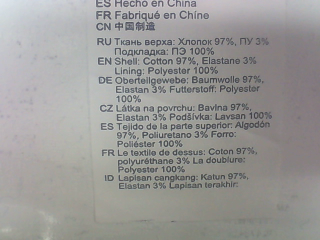 ES Hecho en China
FR Fabriqué en Chine
CN 中国制造
RU Ткань верха: Хлопок 97%, ПУ 3%
Подкладка: ПЭ 100%
EN Shell: Cotton 97%, Elastane 3%
Lining: Polyester 100%
DE Oberteilgewebe: Baumwolle 97%,
Elastan 3% Futterstoff: Polyester
100%
CZ Látka na povrchu: Bavlna 97%,
Elastan 3% Podšívka: Lavsan 100%
ES Tejido de la parte superior: Algodón
97%, Poliuretano 3% Forro:
Poliéster 100%
FR Le textile de dessus: Coton 97%,
polyuréthane 3% La doublure:
Polyester 100%
ID Lapisan cangkang: Katun 97%,
Elastan 3% Lapisan terakhir: